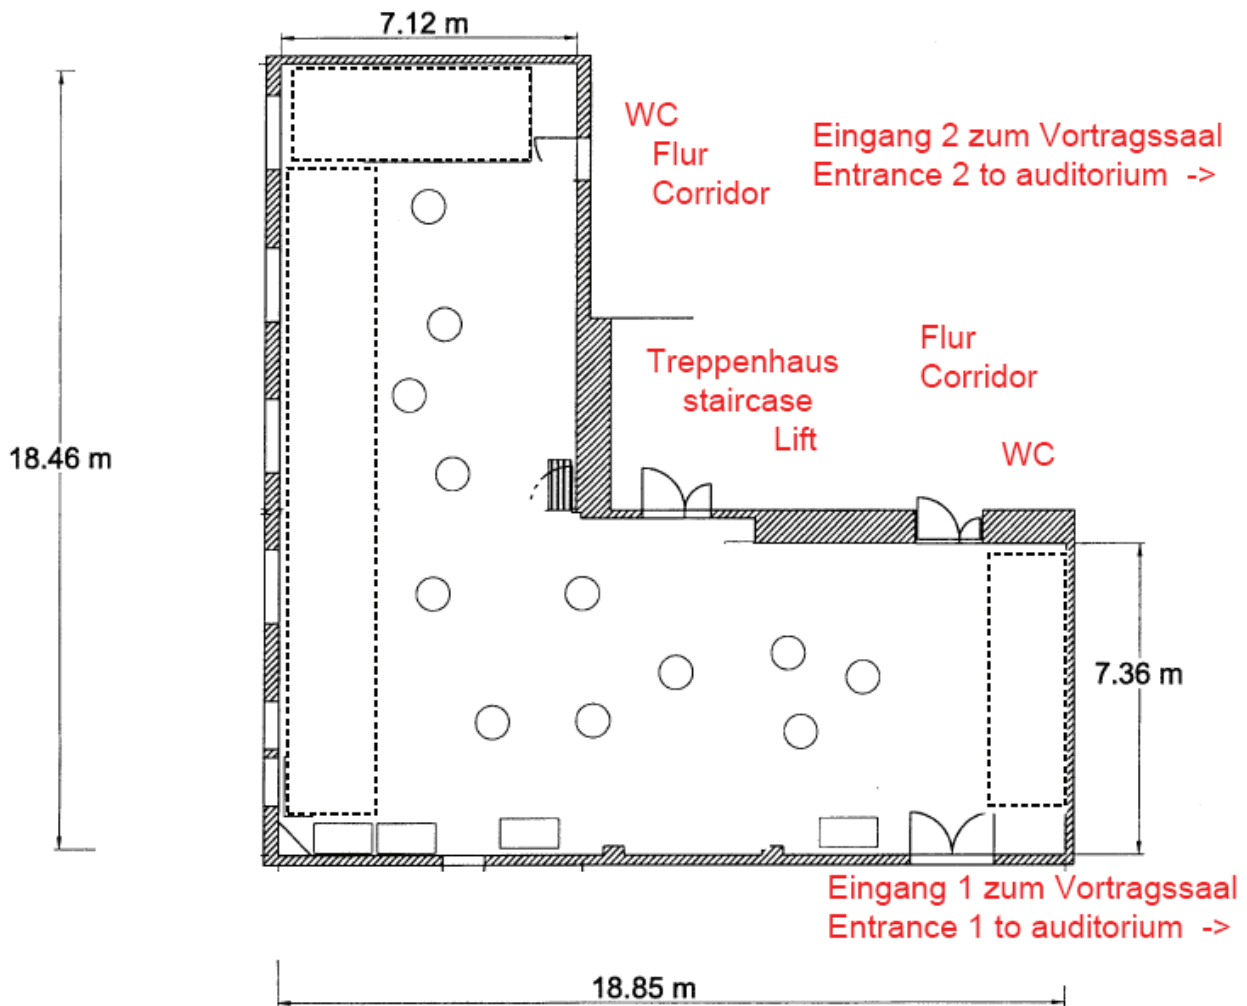 7.12 m
WC
Flur
Corridor
Eingang 2 zum Vortragssaal
Entrance 2 to auditorium ->
Treppenhaus
staircase
Lift
Flur
Corridor
WC
18.46 m
7.36 m
Eingang 1 zum Vortragssaal
Entrance 1 to auditorium ->
18.85 m